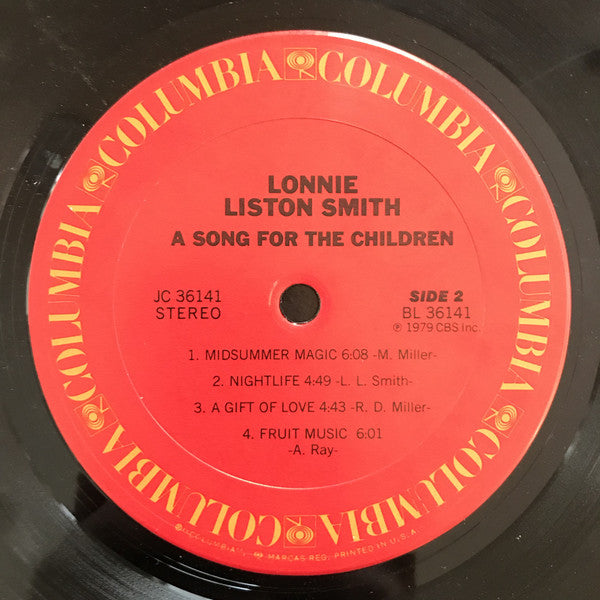 COLUMBIA COLUMBIA COLUMBIA COLUMBIA COLUMBIA COLUMBIA
LONNIE
LISTON SMITH
A SONG FOR THE CHILDREN
JC 36141
STEREO
SIDE 2
BL 36141
℗ 1979 CBS Inc.
1. MIDSUMMER MAGIC 6:08 -M. Miller-
2. NIGHTLIFE 4:49 -L. L. Smith-
3. A GIFT OF LOVE 4:43 -R. D. Miller-
4. FRUIT MUSIC 6:01
-A. Ray-
"COLUMBIA", MARCAS REG. PRINTED IN U.S.A.